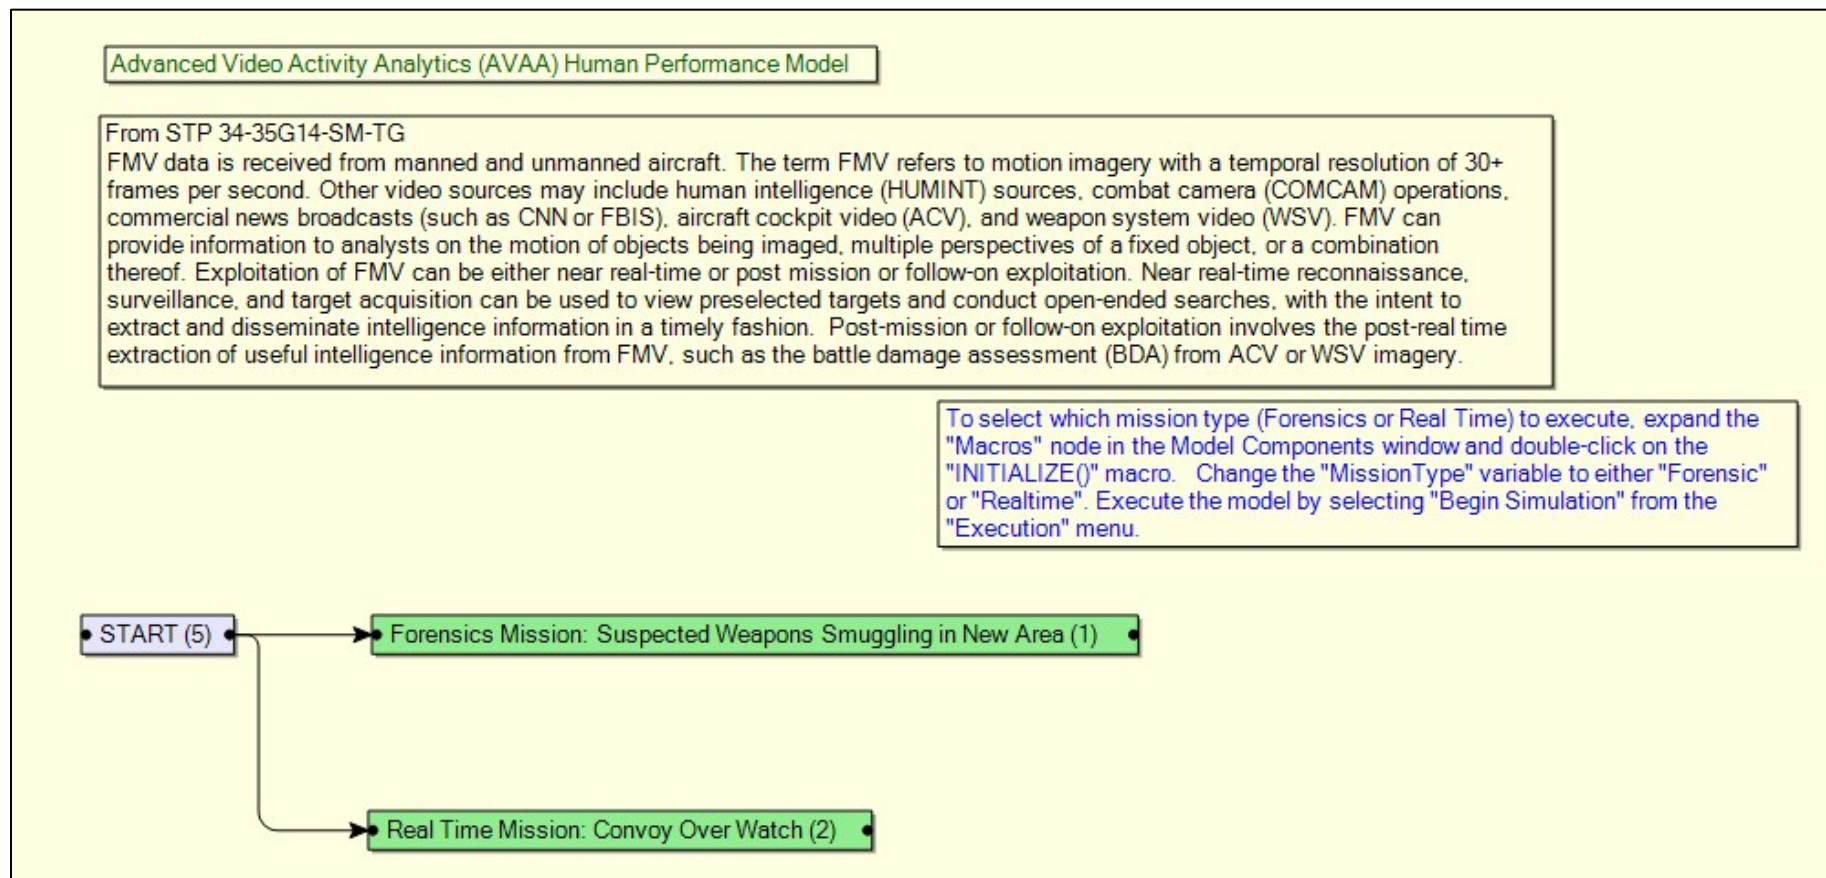 Advanced Video Activity Analytics (AVAA) Human Performance Model
From STP 34-35G14-SM-TG
FMV data is received from manned and unmanned aircraft. The term FMV refers to motion imagery with a temporal resolution of 30+
frames per second. Other video sources may include human intelligence (HUMINT) sources, combat camera (COMCAM) operations,
commercial news broadcasts (such as CNN or FBIS), aircraft cockpit video (ACV), and weapon system video (WSV). FMV can
provide information to analysts on the motion of objects being imaged, multiple perspectives of a fixed object, or a combination
thereof. Exploitation of FMV can be either near real-time or post mission or follow-on exploitation. Near real-time reconnaissance,
surveillance, and target acquisition can be used to view preselected targets and conduct open-ended searches, with the intent to
extract and disseminate intelligence information in a timely fashion.  Post-mission or follow-on exploitation involves the post-real time
extraction of useful intelligence information from FMV, such as the battle damage assessment (BDA) from ACV or WSV imagery.
To select which mission type (Forensics or Real Time) to execute, expand the
"Macros" node in the Model Components window and double-click on the
"INITIALIZE()" macro.   Change the "MissionType" variable to either "Forensic"
or "Realtime". Execute the model by selecting "Begin Simulation" from the
"Execution" menu.
START (5)
Forensics Mission: Suspected Weapons Smuggling in New Area (1)
Real Time Mission: Convoy Over Watch (2)